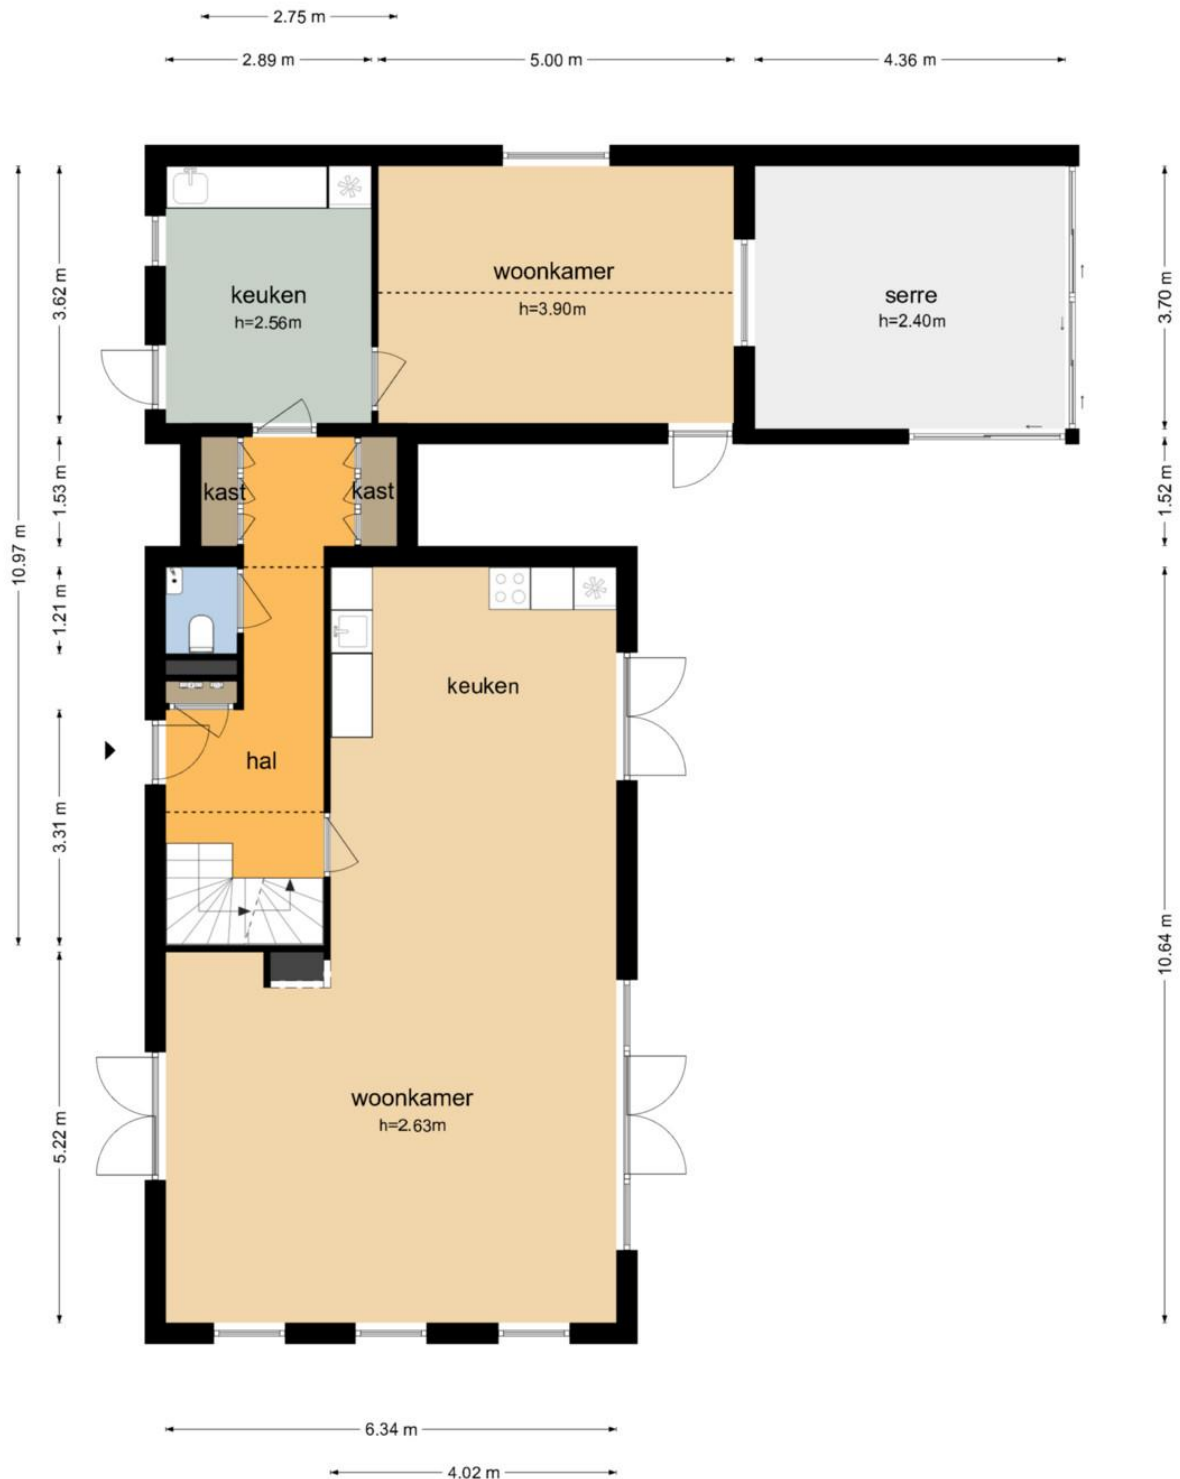 2.75 m
2.89 m
5.00 m
4.36 m
10.97 m
3.62 m
1.53 m
1.21 m
3.31 m
5.22 m
keuken
h=2.56m
woonkamer
h=3.90m
serre
h=2.40m
3.70 m
1.52 m
10.64 m
kast
kast
keuken
hal
woonkamer
h=2.63m
6.34 m
4.02 m